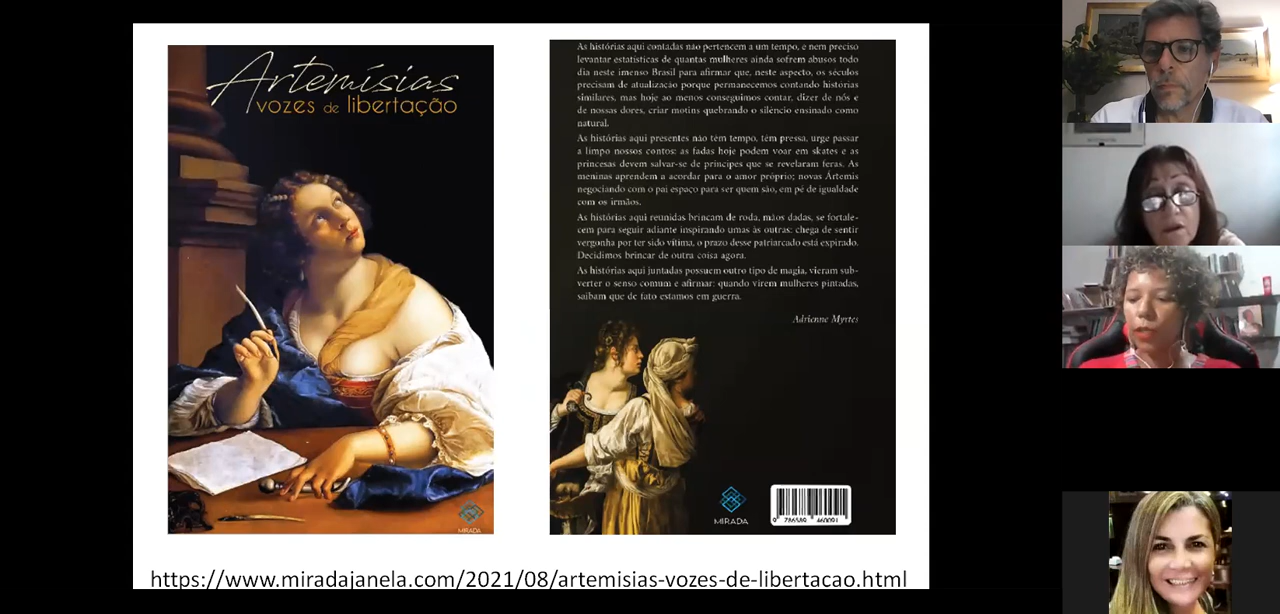 Artemísias
vozes de libertação
MIRADA
As histórias aqui contadas não pertencem a um tempo, e nem preciso
levantar estatísticas de quantas mulheres ainda sofrem abusos todo
dia neste imenso Brasil para afirmar que, neste aspecto, os séculos
precisam de atualização porque permanecemos contando histórias
similares, mas hoje ao menos conseguimos contar, dizer de nós e
de nossas dores, criar motins quebrando o silêncio ensinado como
natural.
As histórias aqui presentes não têm tempo, têm pressa, urge passar
a limpo nossos contos: as fadas hoje podem voar em skates e as
princesas devem salvar-se de príncipes que se revelaram feras. As
meninas aprendem a acordar para o amor próprio; novas Ártemis
negociando com o pai espaço para ser quem são, em pé de igualdade
com os irmãos.
As histórias aqui reunidas brincam de roda, mãos dadas, se fortale-
cem para seguir adiante inspirando umas às outras: chega de sentir
vergonha por ter sido vítima, o prazo desse patriarcado está expirado.
Decidimos brincar de outra coisa agora.
As histórias aqui juntadas possuem outro tipo de magia, vieram sub-
verter o senso comum e afirmar: quando virem mulheres pintadas,
saibam que de fato estamos em guerra.
Adrienne Myrtes
MIRADA
9 786589 460091
https://www.miradajanela.com/2021/08/artemisias-vozes-de-libertacao.html